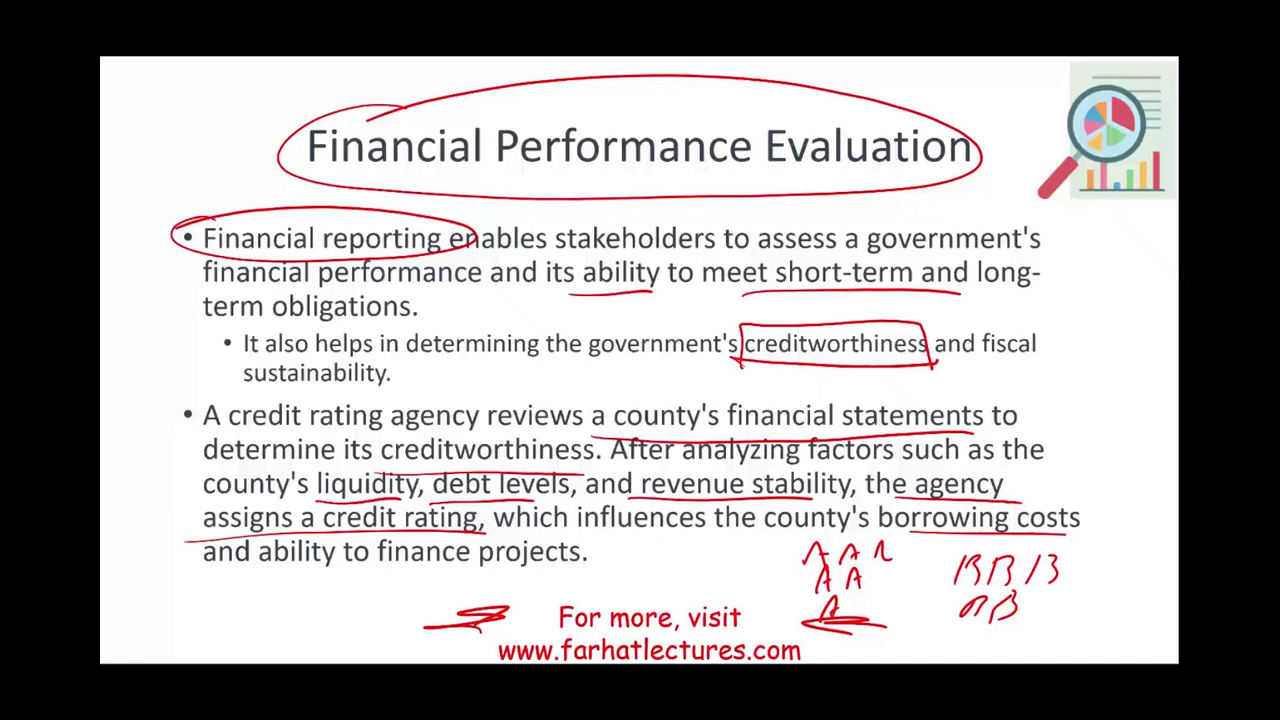 Financial Performance Evaluation
• Financial reporting enables stakeholders to assess a government's
financial performance and its ability to meet short-term and long-
term obligations.
• It also helps in determining the government's creditworthiness and fiscal
sustainability.
• A credit rating agency reviews a county's financial statements to
determine its creditworthiness. After analyzing factors such as the
county's liquidity, debt levels, and revenue stability, the agency
assigns a credit rating, which influences the county's borrowing costs
and ability to finance projects.
A A A
A A
A
B B B
B B
For more, visit
www.farhatlectures.com